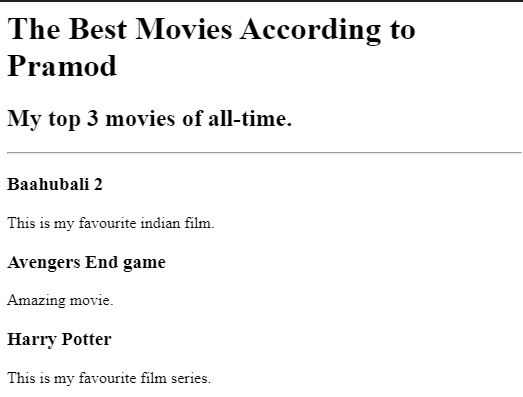 The Best Movies According to
Pramod
My top 3 movies of all-time.
Baahubali 2
This is my favourite indian film.
Avengers End game
Amazing movie.
Harry Potter
This is my favourite film series.